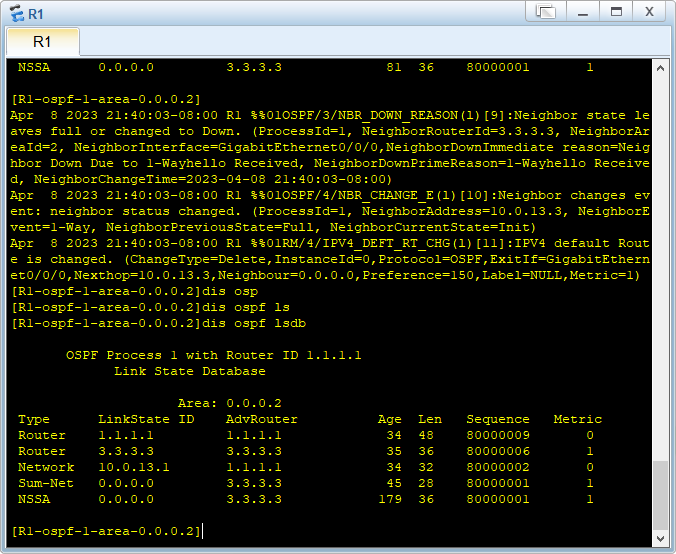 R1
R1
NSSA 0.0.0.0 3.3.3.3 81 36 80000001 1
[R1-ospf-1-area-0.0.0.2]
Apr 8 2023 21:40:03-08:00 R1 %%01OSPF/3/NBR_DOWN_REASON(l)[9]:Neighbor state le
aves full or changed to Down. (ProcessId=1, NeighborRouterId=3.3.3.3, NeighborAr
eaId=2, NeighborInterface=GigabitEthernet0/0/0,NeighborDownImmediate reason=Neig
hbor Down Due to 1-Wayhello Received, NeighborDownPrimeReason=1-Wayhello Receive
d, NeighborChangeTime=2023-04-08 21:40:03-08:00)
Apr 8 2023 21:40:03-08:00 R1 %%01OSPF/4/NBR_CHANGE_E(l)[10]:Neighbor changes ev
ent: neighbor status changed. (ProcessId=1, NeighborAddress=10.0.13.3, NeighborE
vent=1-Way, NeighborPreviousState=Full, NeighborCurrentState=Init)
Apr 8 2023 21:40:03-08:00 R1 %%01RM/4/IPV4_DEFT_RT_CHG(l)[11]:IPV4 default Rout
e is changed. (ChangeType=Delete,InstanceId=0,Protocol=OSPF,ExitIf=GigabitEthern
et0/0/0,Nexthop=10.0.13.3,Neighbour=0.0.0.0,Preference=150,Label=NULL,Metric=1)
[R1-ospf-1-area-0.0.0.2]dis osp
[R1-ospf-1-area-0.0.0.2]dis ospf ls
[R1-ospf-1-area-0.0.0.2]dis ospf lsdb
OSPF Process 1 with Router ID 1.1.1.1
Link State Database
Area: 0.0.0.2
Type LinkState ID AdvRouter Age Len Sequence Metric
Router 1.1.1.1 1.1.1.1 34 48 80000009 0
Router 3.3.3.3 3.3.3.3 35 36 80000006 1
Network 10.0.13.1 1.1.1.1 34 32 80000002 0
Sum-Net 0.0.0.0 3.3.3.3 45 28 80000001 1
NSSA 0.0.0.0 3.3.3.3 179 36 80000001 1
[R1-ospf-1-area-0.0.0.2]